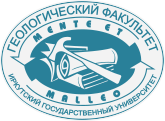 ГЕОЛОГИЧЕСКИЙ ФАКУЛЬТЕТ
MENTE ET
MALLEO
ИРКУТСКИЙ ГОСУДАРСТВЕННЫЙ УНИВЕРСИТЕТ